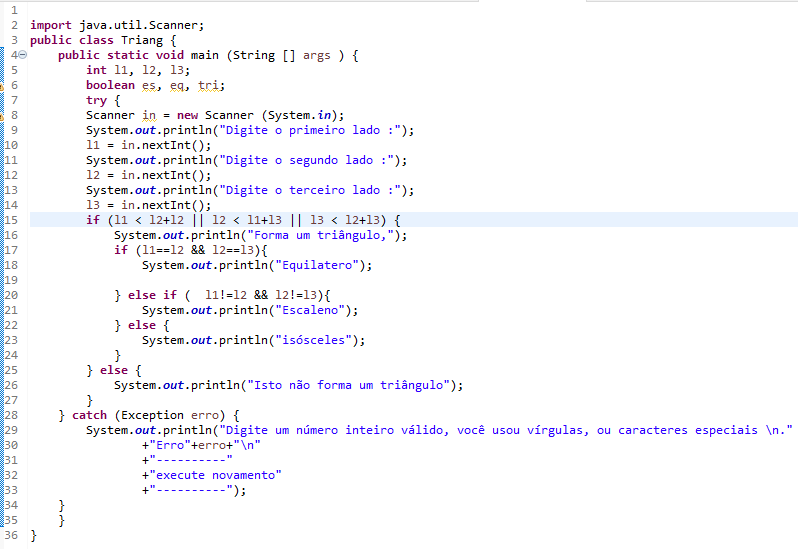 1
2 import java.util.Scanner;
3 public class Triang {
4 public static void main (String [] args ) {
5 int l1, l2, l3;
6 boolean es, eq, tri;
7 try {
8 Scanner in = new Scanner (System.in);
9 System.out.println("Digite o primeiro lado :");
10 l1 = in.nextInt();
11 System.out.println("Digite o segundo lado :");
12 l2 = in.nextInt();
13 System.out.println("Digite o terceiro lado :");
14 l3 = in.nextInt();
15 if (l1 < l2+l2 || l2 < l1+l3 || l3 < l2+l3) {
16 System.out.println("Forma um triângulo,");
17 if (l1==l2 && l2==l3){
18 System.out.println("Equilatero");
19
20 } else if (  l1!=l2 && l2!=l3){
21 System.out.println("Escaleno");
22 } else {
23 System.out.println("isósceles");
24 }
25 } else {
26 System.out.println("Isto não forma um triângulo");
27 }
28 } catch (Exception erro) {
29 System.out.println("Digite um número inteiro válido, você usou vírgulas, ou caracteres especiais \n."
30 +"Erro"+erro+"\n"
31 +"----------"
32 +"execute novamento"
33 +"----------");
34 }
35 }
36 }